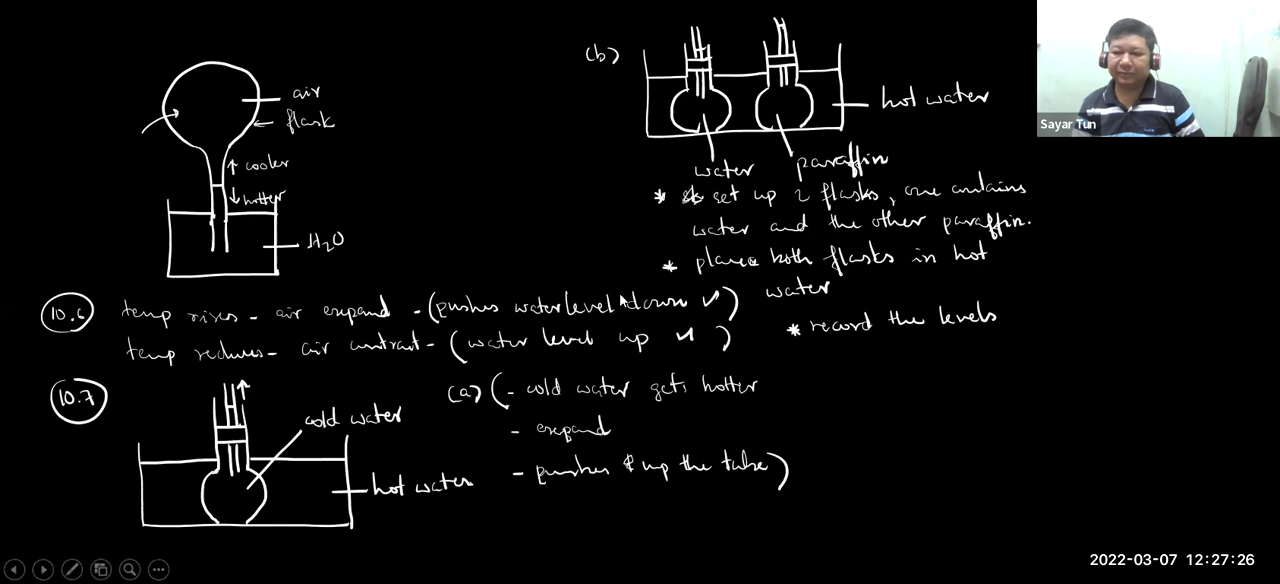 air
flask
↑ cooler
↓ hotter
H₂O
10.6 temp rises - air expand - (pushes water level down ✓)
temp reduces - air contract - (water level up ✓)
10.7
cold water
hot water
(a) (- cold water gets hotter
- expand
- pushes up the tube)
(b)
hot water
water
paraffin
* set up 2 flasks, one contains
water and the other paraffin.
* place both flasks in hot
water
* record the levels
Sayar Tun
2022-03-07 12:27:26